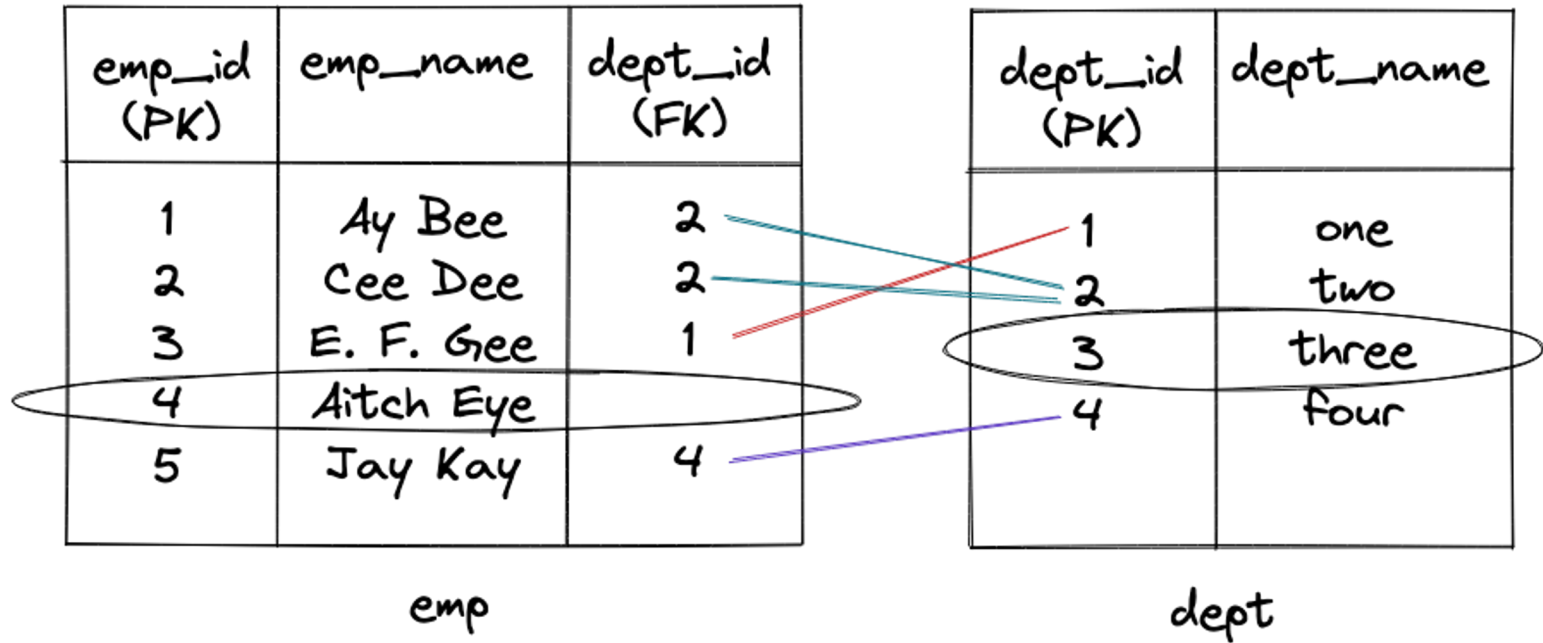 emp_id emp_name dept_id
(PK) (FK)
1 Ay Bee 2
2 Cee Dee 2
3 E. F. Gee 1
4 Aitch Eye
5 Jay Kay 4
emp
dept_id dept_name
(PK)
1 one
2 two
3 three
4 four
dept